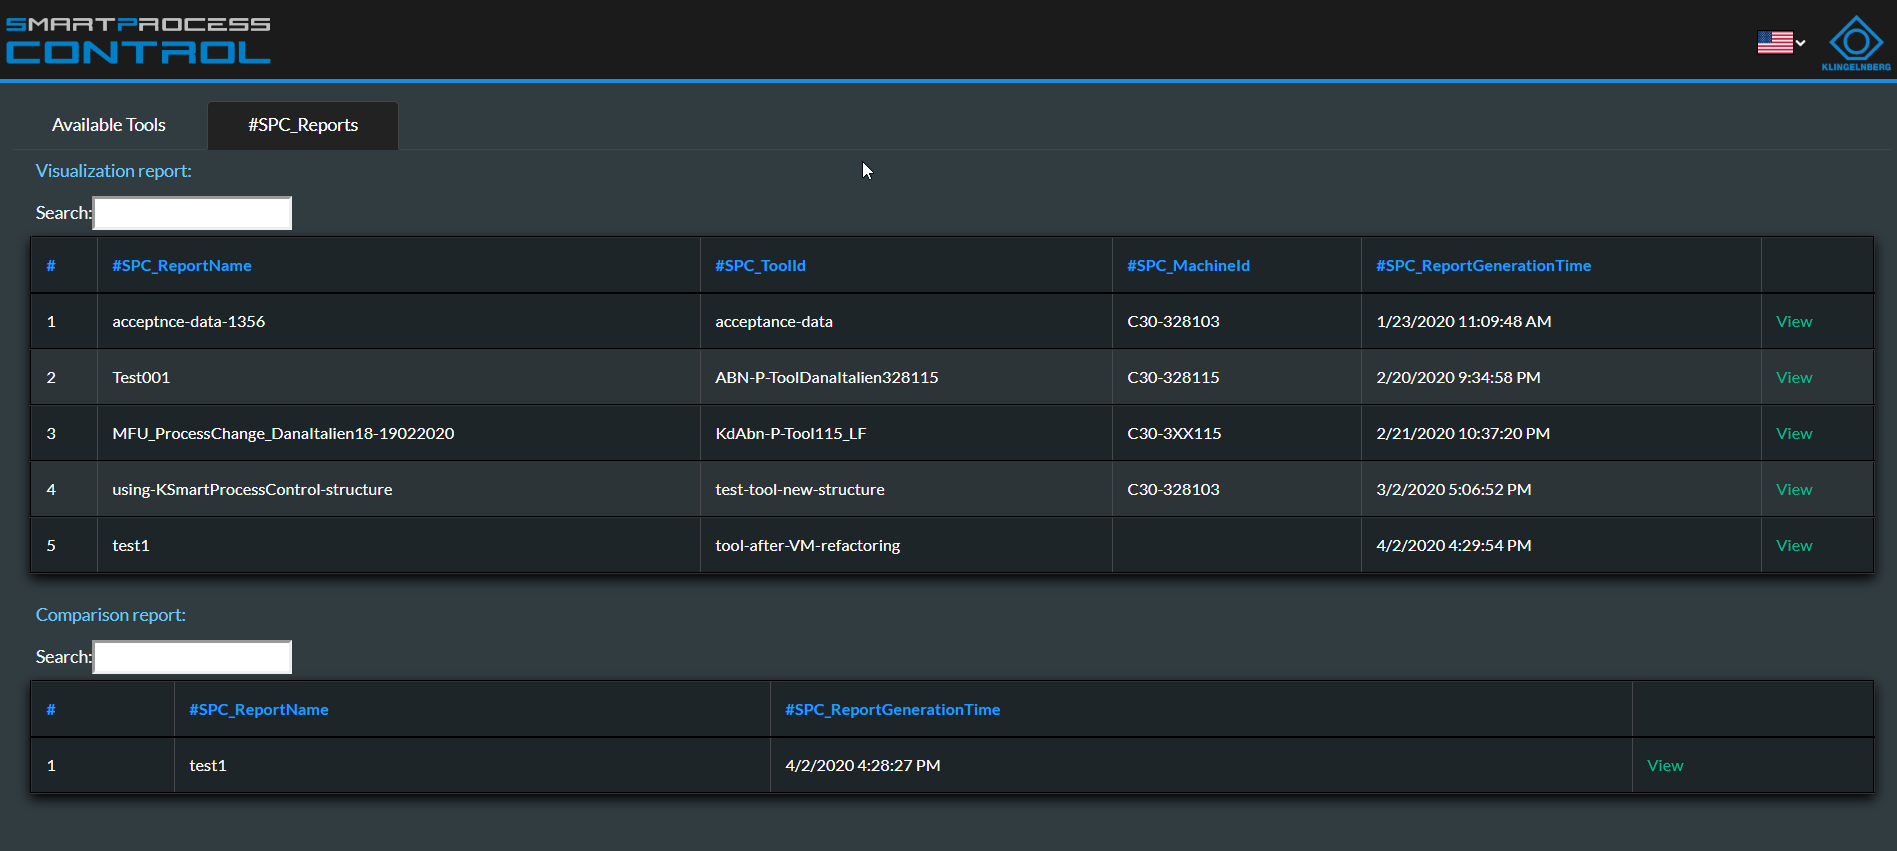 SMARTPROCESS
CONTROL
KLINGELNBERG
Available Tools #SPC_Reports
Visualization report:
Search:
# #SPC_ReportName #SPC_ToolId #SPC_MachineId #SPC_ReportGenerationTime
1 acceptnce-data-1356 acceptance-data C30-328103 1/23/2020 11:09:48 AM View
2 Test001 ABN-P-ToolDanaItalien328115 C30-328115 2/20/2020 9:34:58 PM View
3 MFU_ProcessChange_DanaItalien18-19022020 KdAbn-P-Tool115_LF C30-3XX115 2/21/2020 10:37:20 PM View
4 using-KSmartProcessControl-structure test-tool-new-structure C30-328103 3/2/2020 5:06:52 PM View
5 test1 tool-after-VM-refactoring 4/2/2020 4:29:54 PM View
Comparison report:
Search:
# #SPC_ReportName #SPC_ReportGenerationTime
1 test1 4/2/2020 4:28:27 PM View